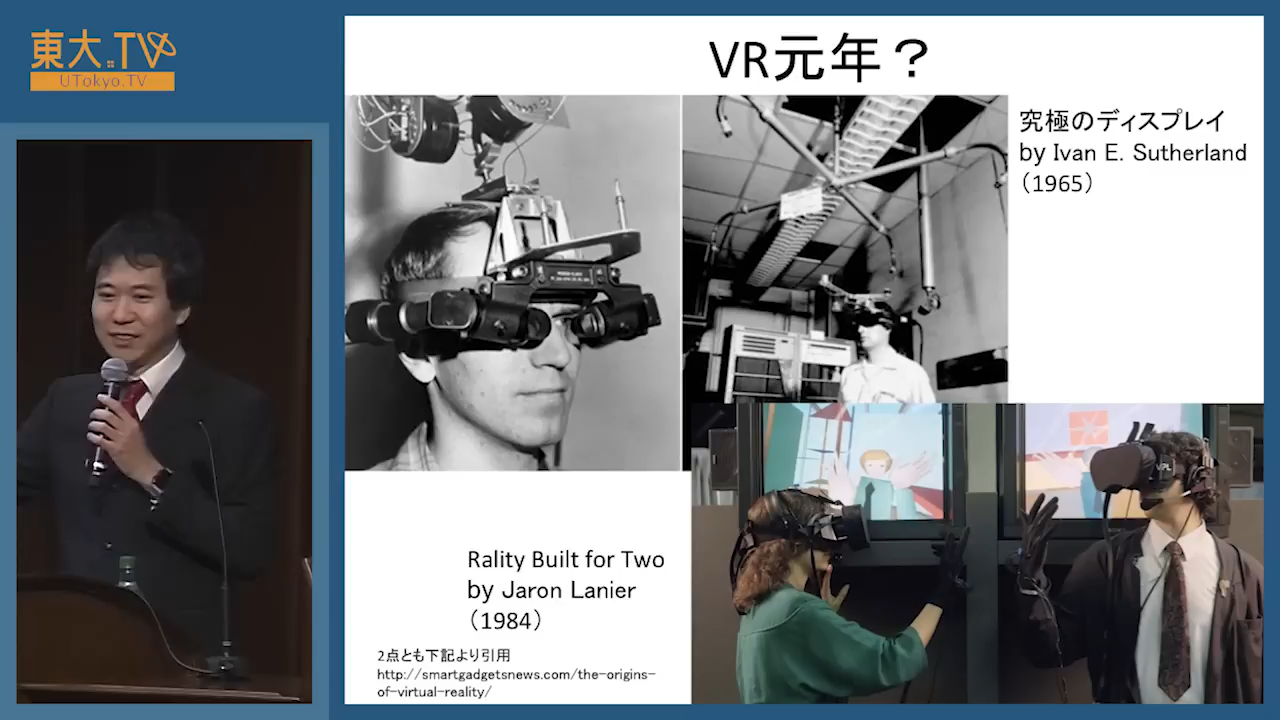 東大.TV
UTokyo.TV
VR元年？
究極のディスプレイ
by Ivan E. Sutherland
（1965）
VPL
Rality Built for Two
by Jaron Lanier
（1984）
2点とも下記より引用
http://smartgadgetsnews.com/the-origins-
of-virtual-reality/